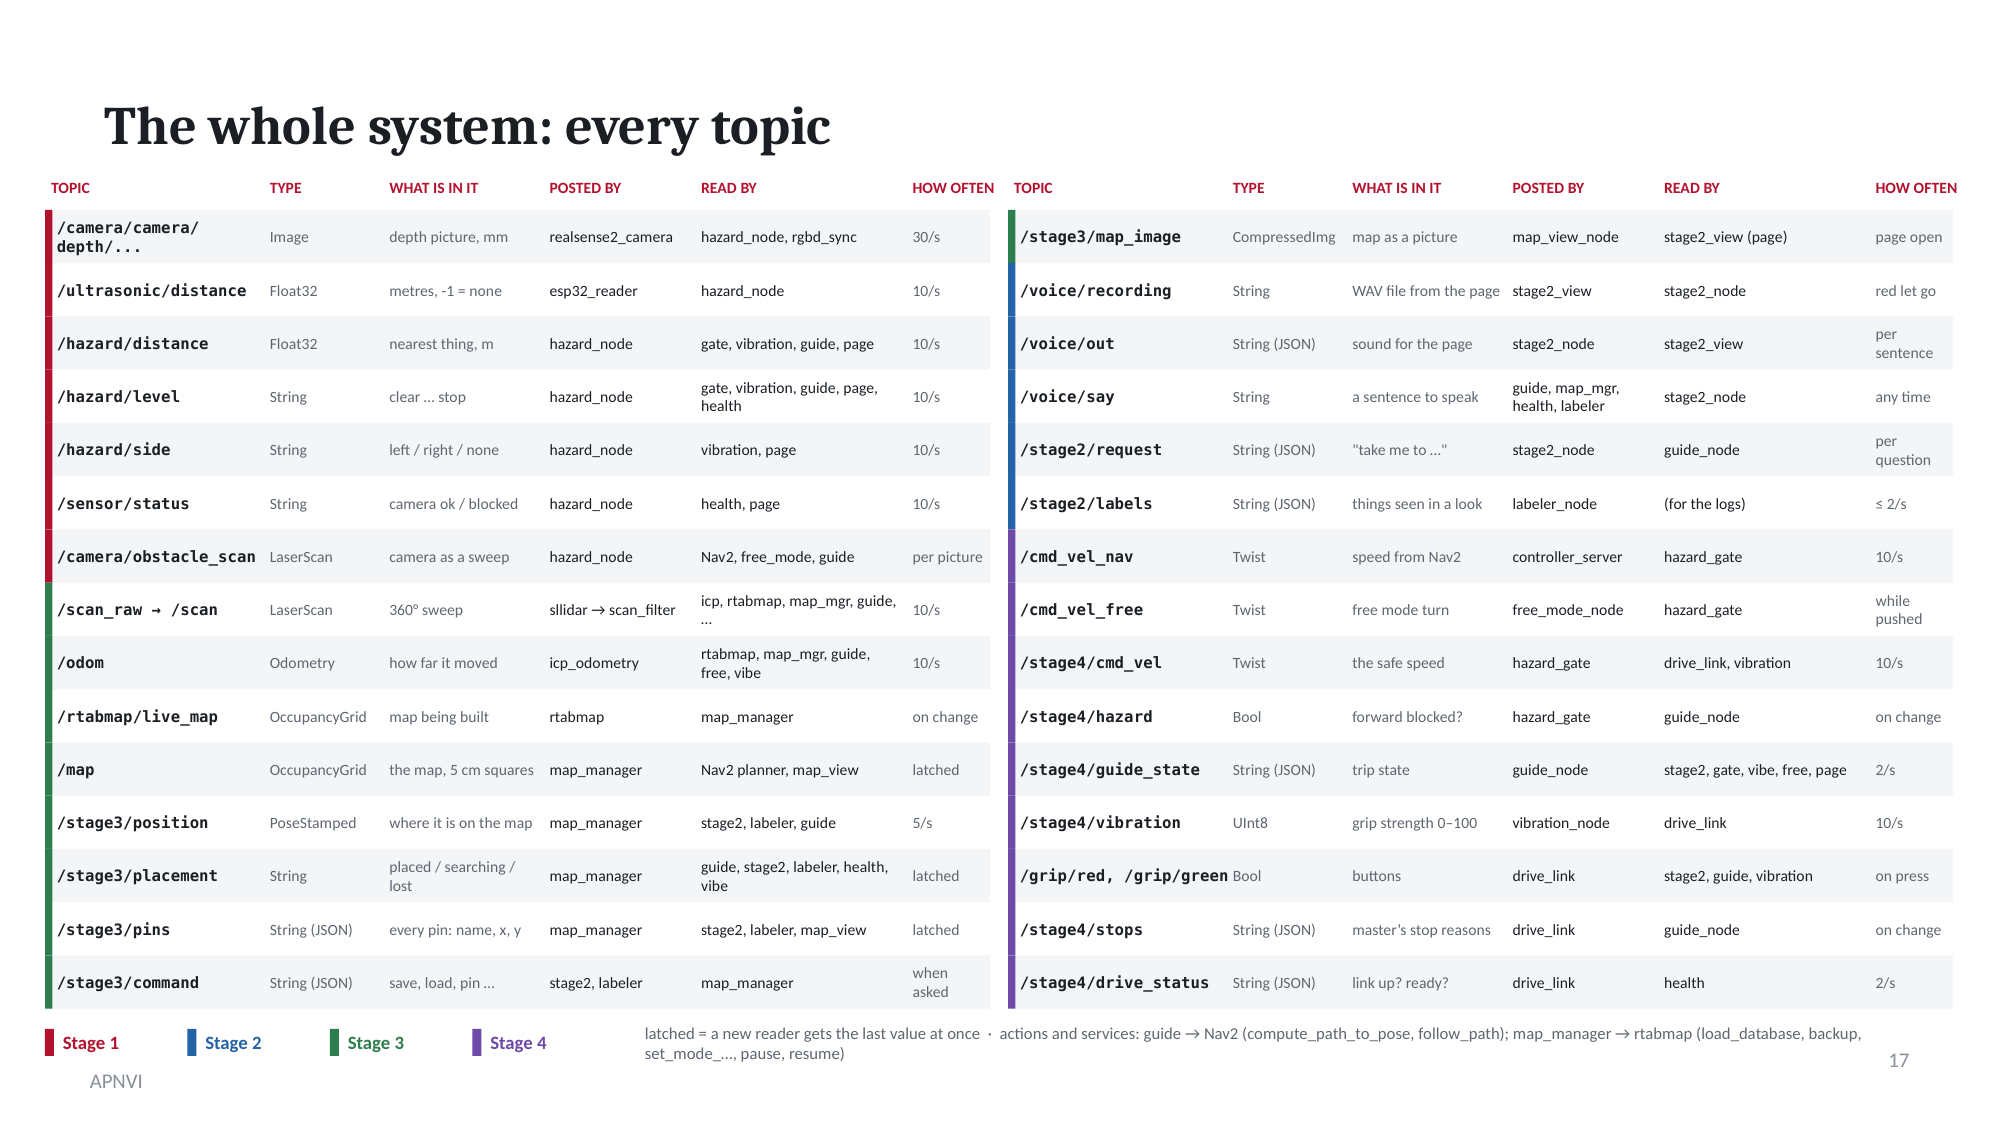 The whole system: every topic
TOPIC TYPE WHAT IS IN IT POSTED BY READ BY HOW OFTEN
/camera/camera/
depth/... Image depth picture, mm realsense2_camera hazard_node, rgbd_sync 30/s
/ultrasonic/distance Float32 metres, -1 = none esp32_reader hazard_node 10/s
/hazard/distance Float32 nearest thing, m hazard_node gate, vibration, guide, page 10/s
/hazard/level String clear ... stop hazard_node gate, vibration, guide, page,
health 10/s
/hazard/side String left / right / none hazard_node vibration, page 10/s
/sensor/status String camera ok / blocked hazard_node health, page 10/s
/camera/obstacle_scan LaserScan camera as a sweep hazard_node Nav2, free_mode, guide per picture
/scan_raw → /scan LaserScan 360° sweep sllidar → scan_filter icp, rtabmap, map_mgr, guide,
... 10/s
/odom Odometry how far it moved icp_odometry rtabmap, map_mgr, guide,
free, vibe 10/s
/rtabmap/live_map OccupancyGrid map being built rtabmap map_manager on change
/map OccupancyGrid the map, 5 cm squares map_manager Nav2 planner, map_view latched
/stage3/position PoseStamped where it is on the map map_manager stage2, labeler, guide 5/s
/stage3/placement String placed / searching /
lost map_manager guide, stage2, labeler, health,
vibe latched
/stage3/pins String (JSON) every pin: name, x, y map_manager stage2, labeler, map_view latched
/stage3/command String (JSON) save, load, pin ... stage2, labeler map_manager when
asked
TOPIC TYPE WHAT IS IN IT POSTED BY READ BY HOW OFTEN
/stage3/map_image CompressedImg map as a picture map_view_node stage2_view (page) page open
/voice/recording String WAV file from the page stage2_view stage2_node red let go
/voice/out String (JSON) sound for the page stage2_node stage2_view per
sentence
/voice/say String a sentence to speak guide, map_mgr,
health, labeler stage2_node any time
/stage2/request String (JSON) "take me to ..." stage2_node guide_node per
question
/stage2/labels String (JSON) things seen in a look labeler_node (for the logs) ≤ 2/s
/cmd_vel_nav Twist speed from Nav2 controller_server hazard_gate 10/s
/cmd_vel_free Twist free mode turn free_mode_node hazard_gate while
pushed
/stage4/cmd_vel Twist the safe speed hazard_gate drive_link, vibration 10/s
/stage4/hazard Bool forward blocked? hazard_gate guide_node on change
/stage4/guide_state String (JSON) trip state guide_node stage2, gate, vibe, free, page 2/s
/stage4/vibration UInt8 grip strength 0–100 vibration_node drive_link 10/s
/grip/red, /grip/green Bool buttons drive_link stage2, guide, vibration on press
/stage4/stops String (JSON) master’s stop reasons drive_link guide_node on change
/stage4/drive_status String (JSON) link up? ready? drive_link health 2/s
Stage 1 Stage 2 Stage 3 Stage 4
latched = a new reader gets the last value at once · actions and services: guide → Nav2 (compute_path_to_pose, follow_path); map_manager → rtabmap (load_database, backup,
set_mode_..., pause, resume)
17
APNVI